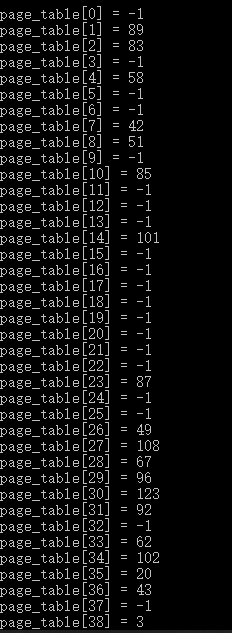 page_table[0] = -1
page_table[1] = 89
page_table[2] = 83
page_table[3] = -1
page_table[4] = 58
page_table[5] = -1
page_table[6] = -1
page_table[7] = 42
page_table[8] = 51
page_table[9] = -1
page_table[10] = 85
page_table[11] = -1
page_table[12] = -1
page_table[13] = -1
page_table[14] = 101
page_table[15] = -1
page_table[16] = -1
page_table[17] = -1
page_table[18] = -1
page_table[19] = -1
page_table[20] = -1
page_table[21] = -1
page_table[22] = -1
page_table[23] = 87
page_table[24] = -1
page_table[25] = -1
page_table[26] = 49
page_table[27] = 108
page_table[28] = 67
page_table[29] = 96
page_table[30] = 123
page_table[31] = 92
page_table[32] = -1
page_table[33] = 62
page_table[34] = 102
page_table[35] = 20
page_table[36] = 43
page_table[37] = -1
page_table[38] = 3